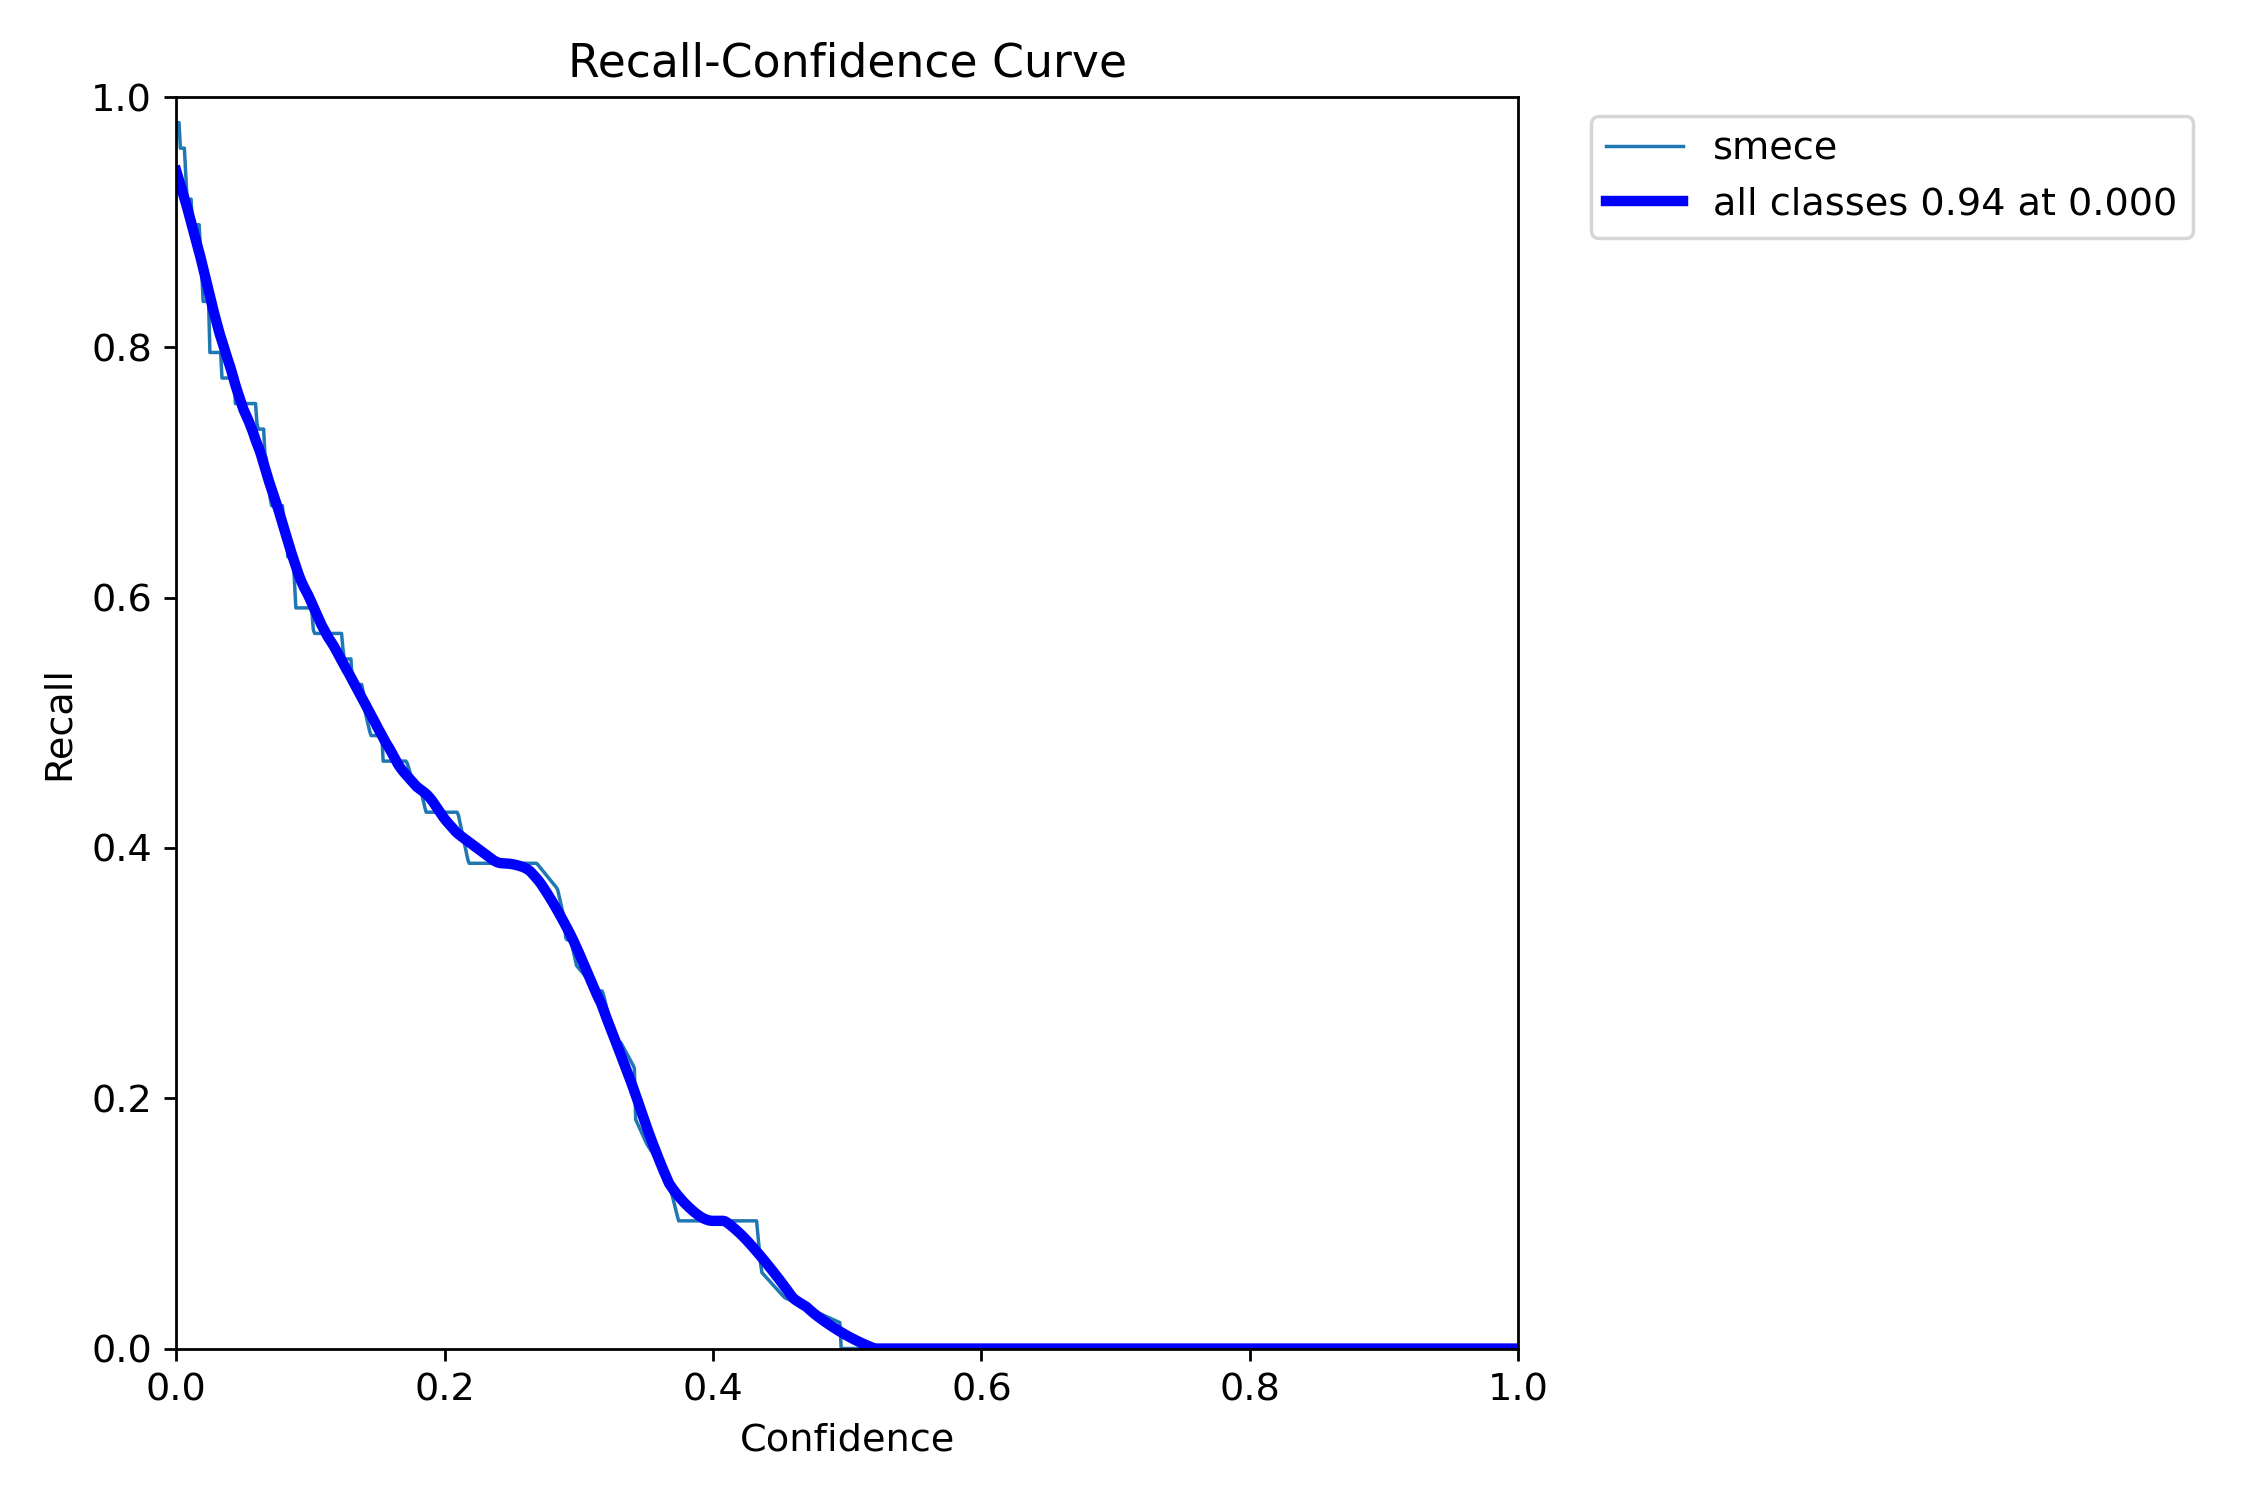 Recall-Confidence Curve
1.0
0.8
0.6
0.4
0.2
0.0
Recall
0.0 0.2 0.4 0.6 0.8 1.0
Confidence
smece
all classes 0.94 at 0.000